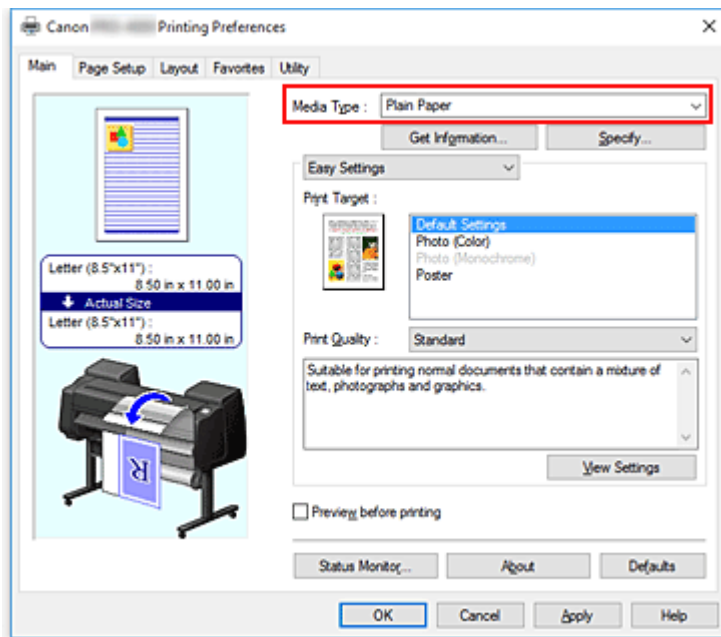 Canon Printing Preferences
Main Page Setup Layout Favorites Utility
Media Type : Plain Paper
Get Information... Specify...
Easy Settings
Print Target :
Default Settings
Photo (Color)
Photo (Monochrome)
Poster
Letter (8.5"x11") :
8.50 in x 11.00 in
Actual Size
Letter (8.5"x11") :
8.50 in x 11.00 in
Print Quality : Standard
Suitable for printing normal documents that contain a mixture of
text, photographs and graphics.
R
View Settings
Preview before printing
Status Monitor... About Defaults
OK Cancel Apply Help